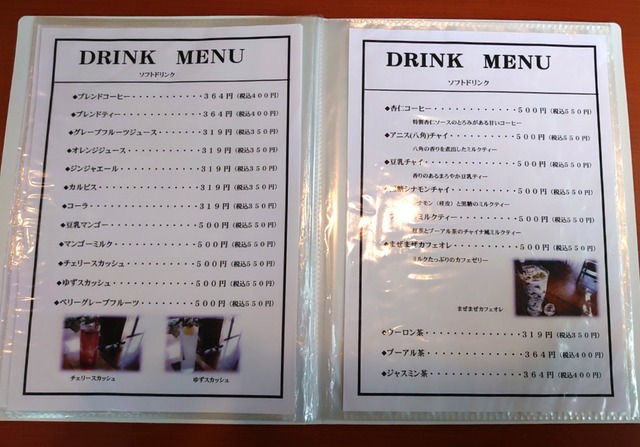 DRINK MENU
ソフトドリンク
◆ブレンドコーヒー・・・・・・・・・・・３６４円（税込４００円）
◆ブレンドティー・・・・・・・・・・・・３６４円（税込４００円）
◆グレープフルーツジュース・・・・・・・３１９円（税込３５０円）
◆オレンジジュース・・・・・・・・・・・３１９円（税込３５０円）
◆ジンジャエール・・・・・・・・・・・・３１９円（税込３５０円）
◆カルピス・・・・・・・・・・・・・・・３１９円（税込３５０円）
◆コーラ・・・・・・・・・・・・・・・・３１９円（税込３５０円）
◆豆乳マンゴー・・・・・・・・・・・・・５００円（税込５５０円）
◆マンゴーミルク・・・・・・・・・・・・５００円（税込５５０円）
◆チェリースカッシュ・・・・・・・・・・５００円（税込５５０円）
◆ゆずスカッシュ・・・・・・・・・・・・５００円（税込５５０円）
◆ベリーグレープフルーツ・・・・・・・・５００円（税込５５０円）
チェリースカッシュ
ゆずスカッシュ
DRINK MENU
ソフトドリンク
◆杏仁コーヒー・・・・・・・・・・・・５００円（税込５５０円）
特製杏仁ソースのとろみがある甘いコーヒー
◆アニス(八角)チャイ・・・・・・・・・５００円（税込５５０円）
八角の香りを煮出したミルクティー
◆豆乳チャイ・・・・・・・・・・・・・５００円（税込５５０円）
香りのあるまろやか豆乳ティー
糖シナモンチャイ・・・・・・・・・・５００円（税込５５０円）
ナモン（桂皮）と黒糖のミルクティー
ミルクティー・・・・・・・・・・・・５００円（税込５５０円）
紅茶とプーアル茶のチャイナ風ミルクティー
◆まぜまぜカフェオレ・・・・・・・・・５００円（税込５５０円）
ミルクたっぷりのカフェゼリー
まぜまぜカフェオレ
◆ウーロン茶・・・・・・・・・・・・・３１９円（税込３５０円）
◆プーアル茶・・・・・・・・・・・・・３６４円（税込４００円）
◆ジャスミン茶・・・・・・・・・・・・３６４円（税込４００円）